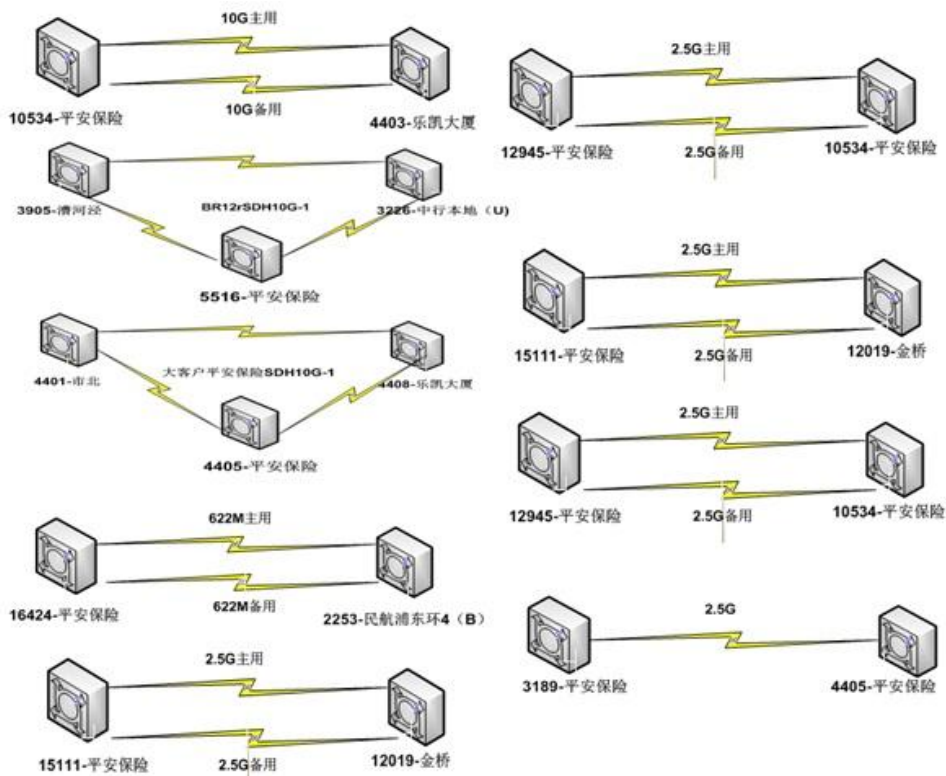 10G主用
10G备用
10534-平安保险
4403-乐凯大厦
3905-漕河泾
BR12rSDH10G-1
3226-中行本地（U)
5516-平安保险
4401-市北
大客户平安保险SDH10G-1
4408-乐凯大厦
4405-平安保险
622M主用
622M备用
16424-平安保险
2253-民航浦东环4（B）
2.5G主用
15111-平安保险
2.5G备用
12019-金桥
2.5G主用
12945-平安保险
2.5G备用
10534-平安保险
2.5G主用
15111-平安保险
2.5G备用
12019-金桥
2.5G主用
12945-平安保险
2.5G备用
10534-平安保险
2.5G
3189-平安保险
4405-平安保险